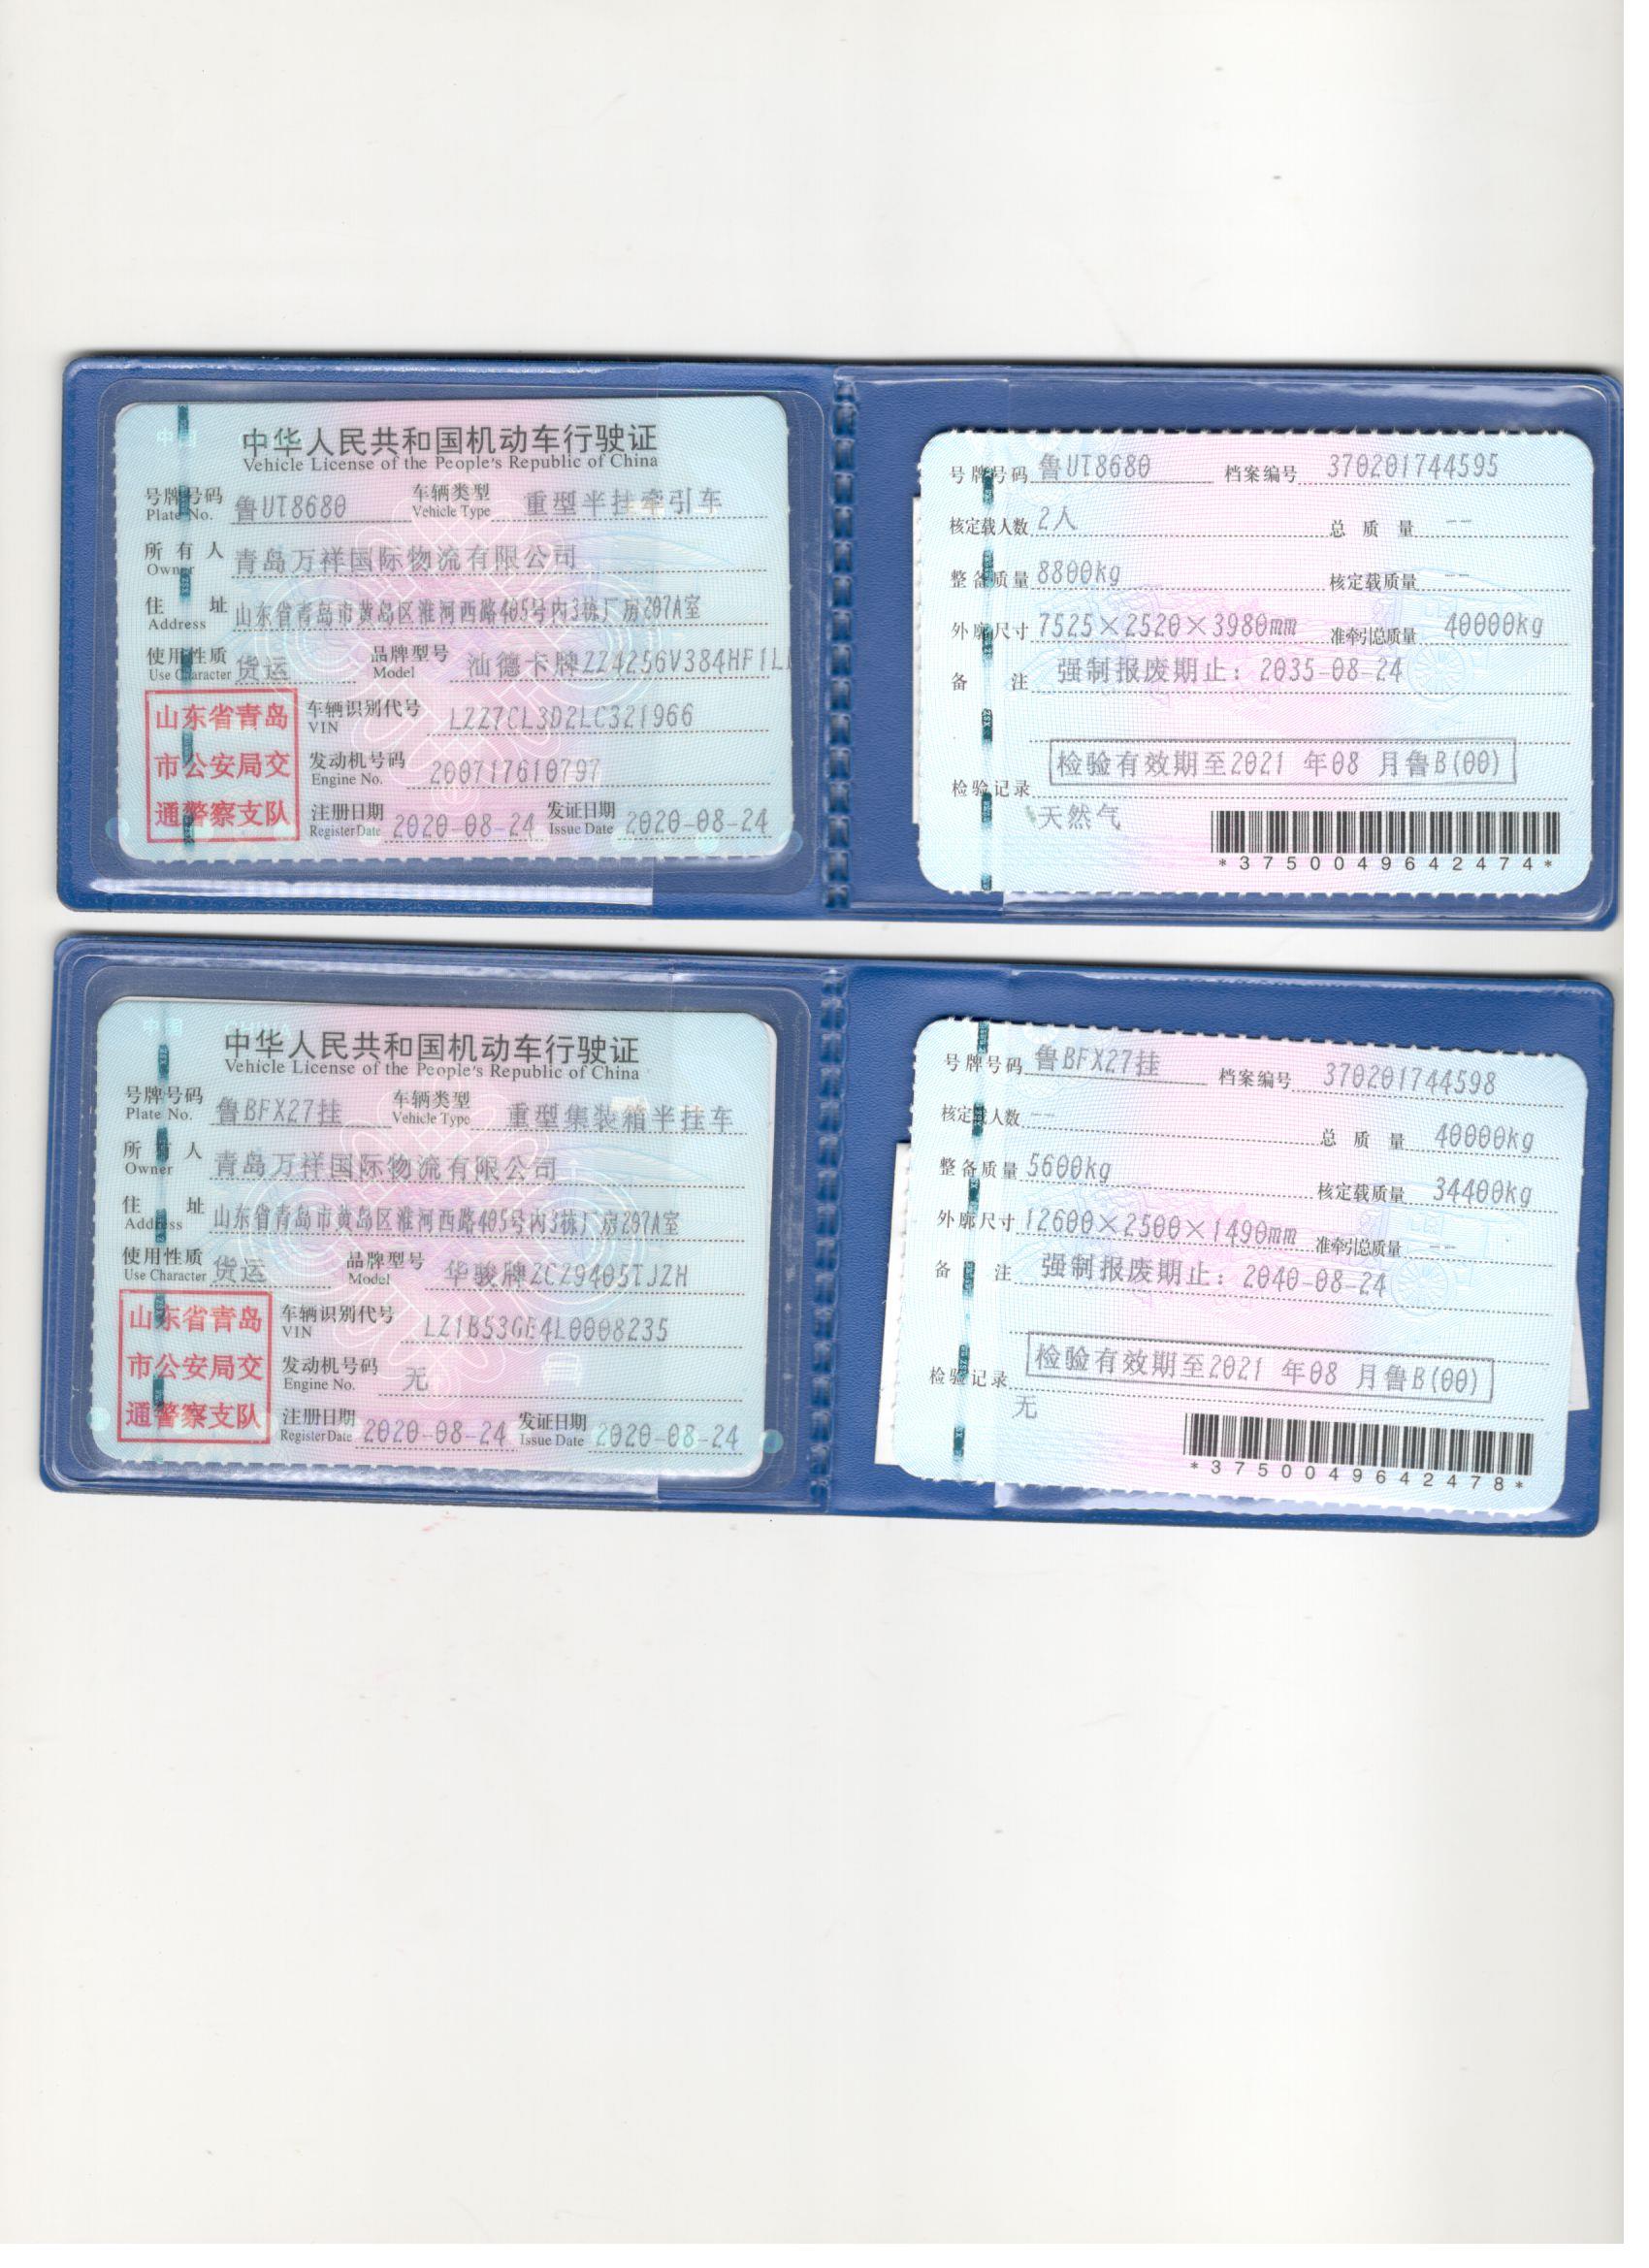 中华人民共和国机动车行驶证
Vehicle License of the People's Republic of China
号牌号码 鲁UI8680 车辆类型 重型半挂牵引车
Plate No. Vehicle Type
所有人 青岛万祥国际物流有限公司
Owner
住址 山东省青岛市黄岛区淮河西路405号内3栋厂房207A室
Address
使用性质 货运 品牌型号 汕德卡牌ZZ4256V384HF1L
Use Character Model
山东省青岛
市公安局交
通警察支队
车辆识别代号 LZZ7CL3D2LC321966
VIN
发动机号码 200717610797
Engine No.
注册日期 2020-08-24 发证日期 2020-08-24
Register Date Issue Date
号牌号码 鲁UI8680 档案编号 370201744595
核定载人数 2人 总质量 --
整备质量 8800kg 核定载质量 --
外廓尺寸 7525×2520×3980mm 准牵引总质量 40000kg
备注 强制报废期止：2035-08-24
检验有效期至2021 年08 月鲁B(00)
检验记录
天然气
*3750049642474*
中华人民共和国机动车行驶证
Vehicle License of the People's Republic of China
号牌号码 鲁BFX27挂 车辆类型 重型集装箱半挂车
Plate No. Vehicle Type
所有人 青岛万祥国际物流有限公司
Owner
住址 山东省青岛市黄岛区淮河西路405号内3栋厂房207A室
Address
使用性质 货运 品牌型号 华骏牌ZCZ9405TJZH
Use Character Model
山东省青岛
市公安局交
通警察支队
车辆识别代号 LZ1B53GE4L0008235
VIN
发动机号码 无
Engine No.
注册日期 2020-08-24 发证日期 2020-08-24
Register Date Issue Date
号牌号码 鲁BFX27挂 档案编号 370201744598
核定载人数 -- 总质量 40000kg
整备质量 5600kg 核定载质量 34400kg
外廓尺寸 12600×2500×1490mm 准牵引总质量 --
备注 强制报废期止：2040-08-24
检验有效期至2021 年08 月鲁B(00)
检验记录
无
*3750049642478*